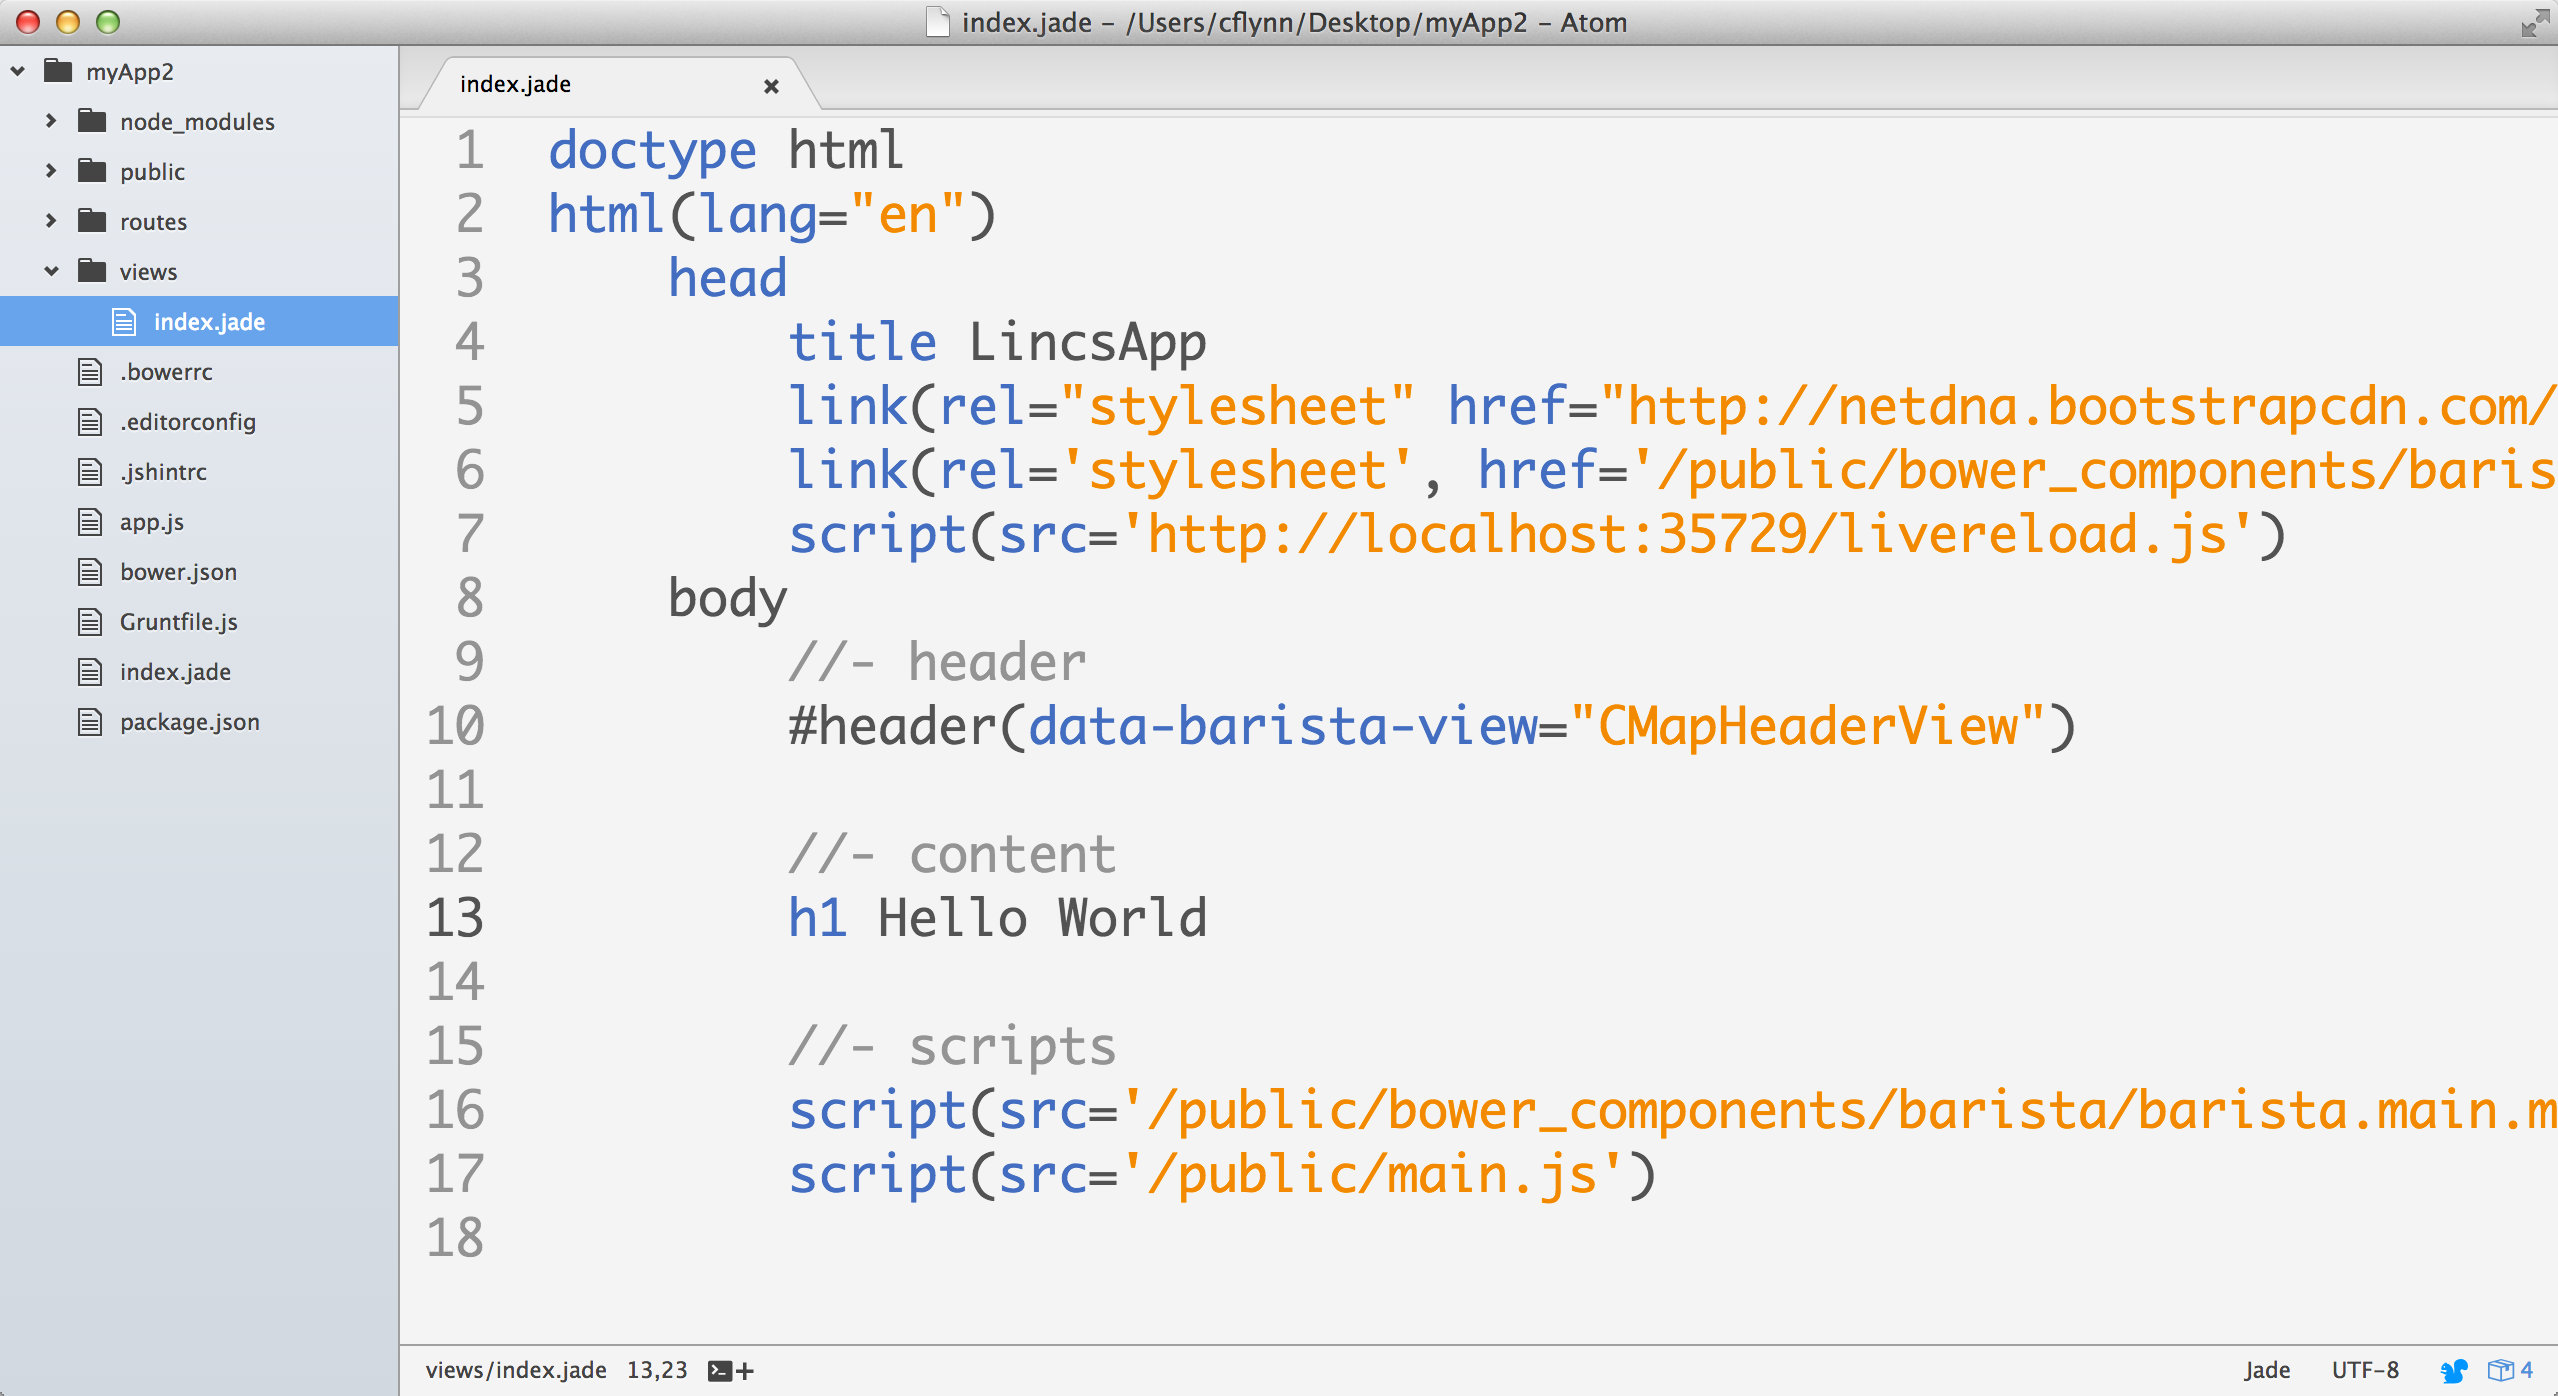 index.jade – /Users/cflynn/Desktop/myApp2 – Atom
myApp2
node_modules
public
routes
views
index.jade
.bowerrc
.editorconfig
.jshintrc
app.js
bower.json
Gruntfile.js
index.jade
package.json
index.jade
1 doctype html
2 html(lang="en")
3 head
4 title LincsApp
5 link(rel="stylesheet" href="http://netdna.bootstrapcdn.com/
6 link(rel='stylesheet', href='/public/bower_components/baris
7 script(src='http://localhost:35729/livereload.js')
8 body
9 //- header
10 #header(data-barista-view="CMapHeaderView")
11
12 //- content
13 h1 Hello World
14
15 //- scripts
16 script(src='/public/bower_components/barista/barista.main.m
17 script(src='/public/main.js')
18
views/index.jade 13,23
Jade UTF-8 4